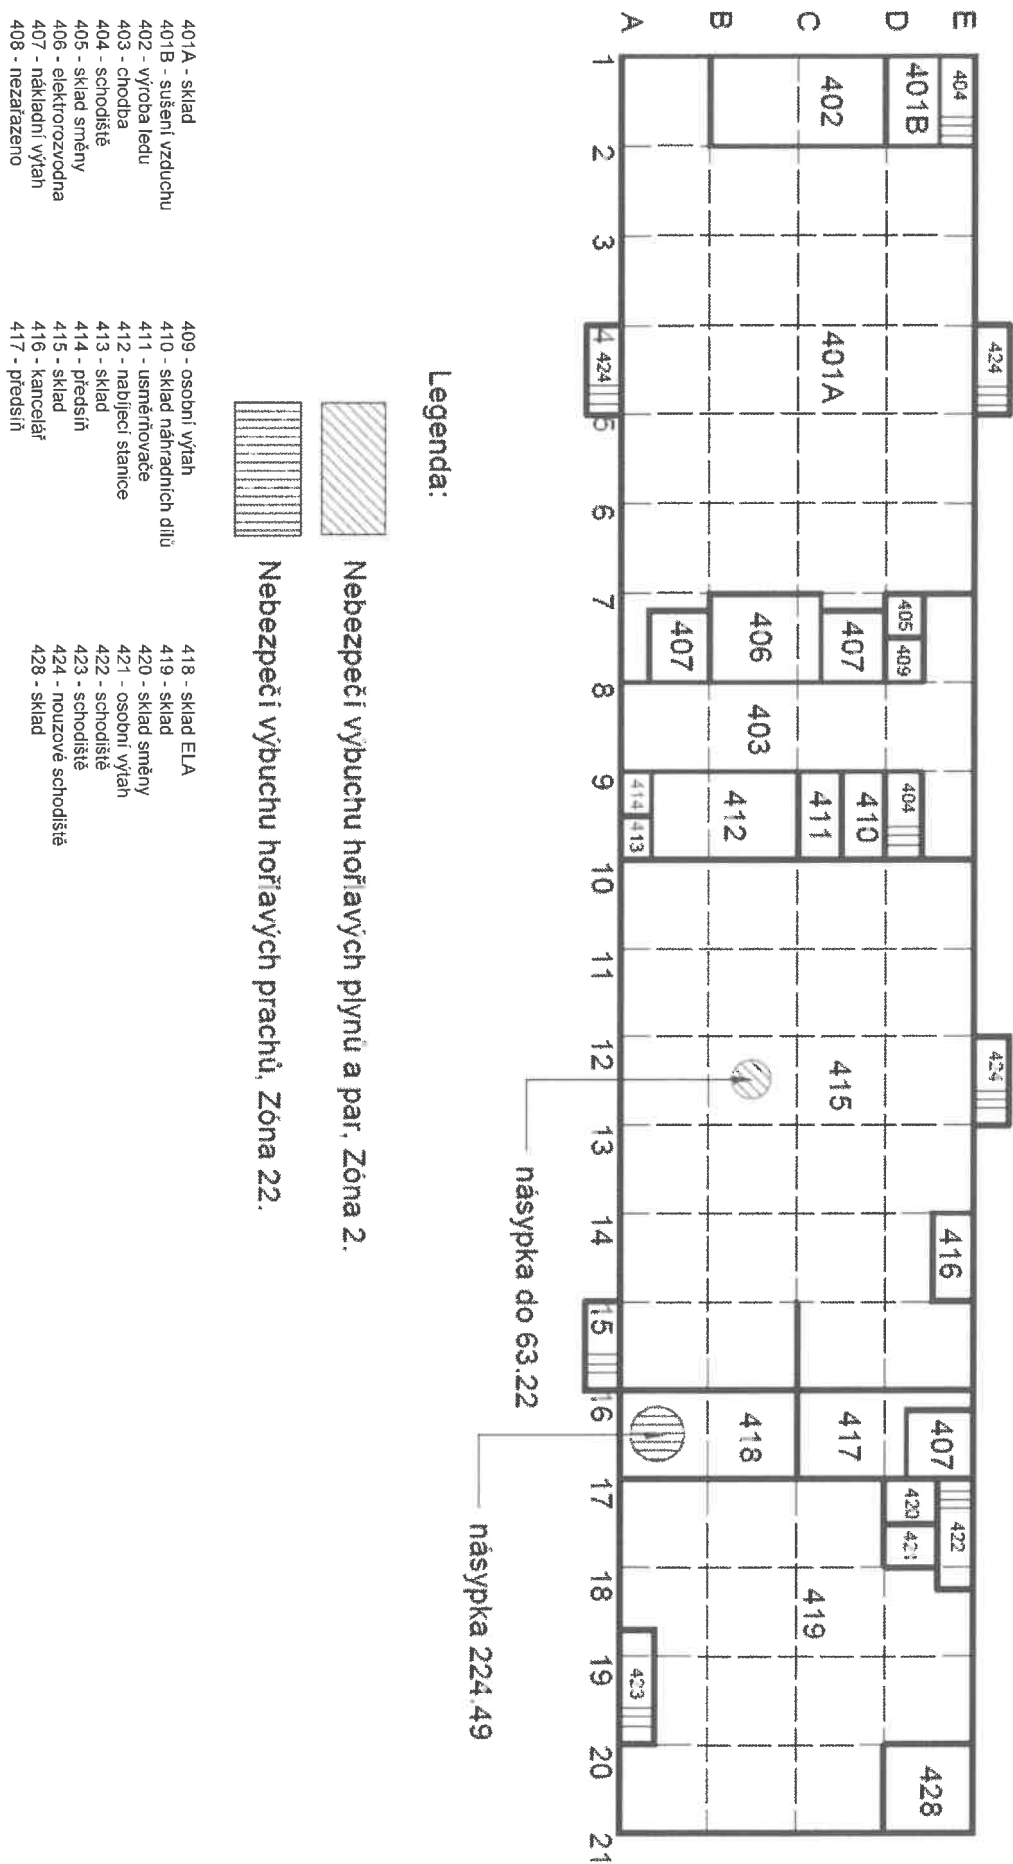 E
D
C
B
A
1
2
3
4
5
6
7
8
9
10
11
12
13
14
15
16
17
18
19
20
21
424
424
404
401B
402
401A
405
409
407
406
407
403
404
410
411
412
414
413
415
416
407
417
418
422
420
421
419
423
428
424
násypka do 63.22
násypka 224.49
Legenda:
Nebezpečí výbuchu hořlavých plynů a par, Zóna 2.
Nebezpečí výbuchu hořlavých prachů, Zóna 22.
401A - sklad
401B - sušení vzduchu
402 - výroba ledu
403 - chodba
404 - schodiště
405 - sklad směny
406 - elektrorozvodna
407 - nákladní výtah
408 - nezařazeno
409 - osobní výtah
410 - sklad náhradních dílů
411 - usměrňovače
412 - nabíjecí stanice
413 - sklad
414 - předsíň
415 - sklad
416 - kancelář
417 - předsíň
418 - sklad ELA
419 - sklad
420 - sklad směny
421 - osobní výtah
422 - schodiště
423 - schodiště
424 - nouzové schodiště
428 - sklad